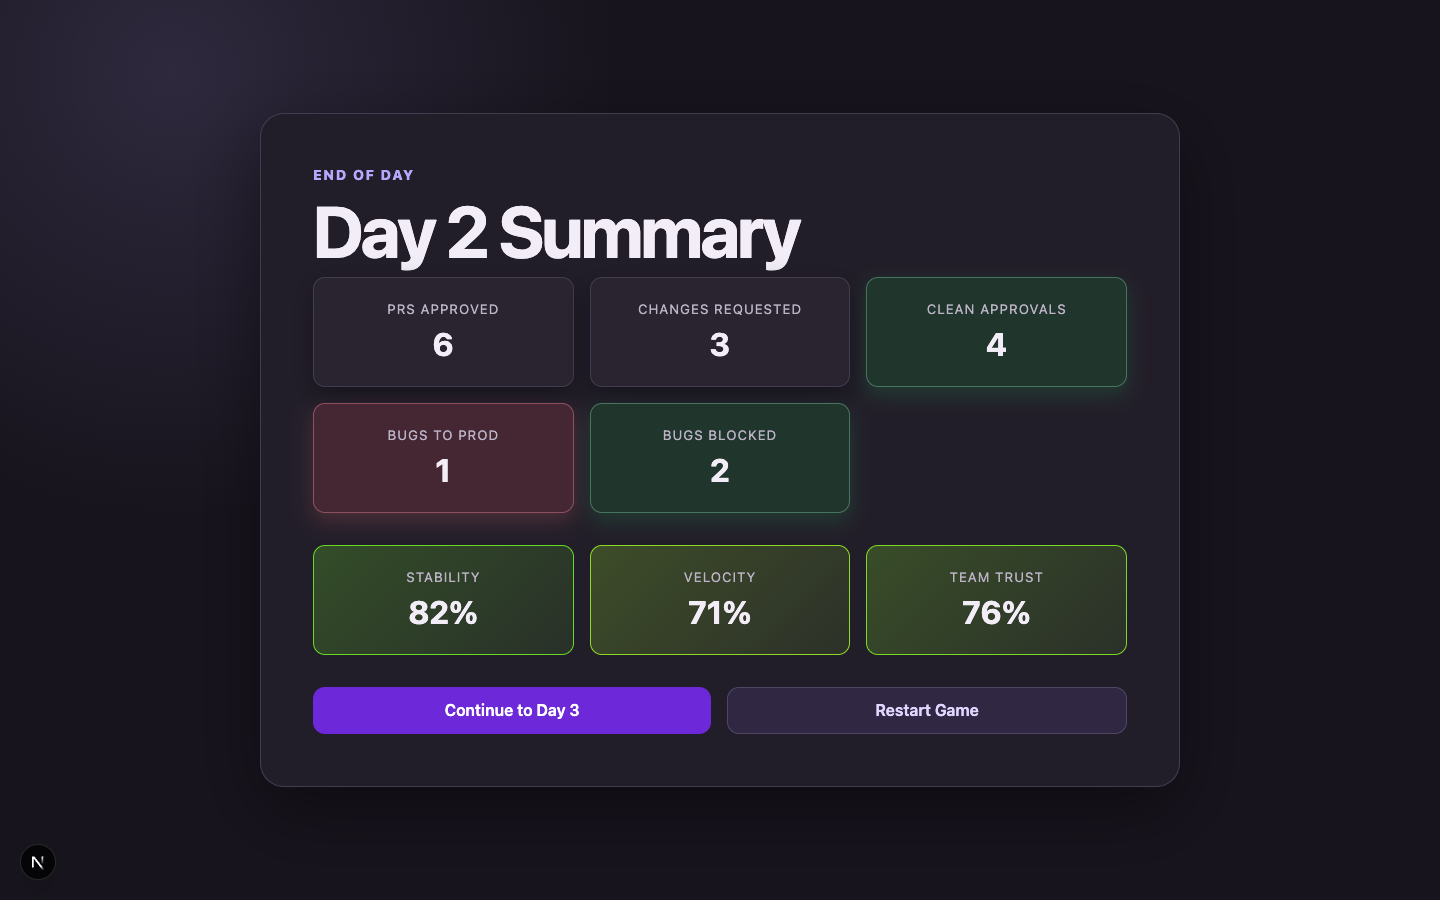 END OF DAY
Day 2 Summary
PRS APPROVED
6
CHANGES REQUESTED
3
CLEAN APPROVALS
4
BUGS TO PROD
1
BUGS BLOCKED
2
STABILITY
82%
VELOCITY
71%
TEAM TRUST
76%
Continue to Day 3
Restart Game
N